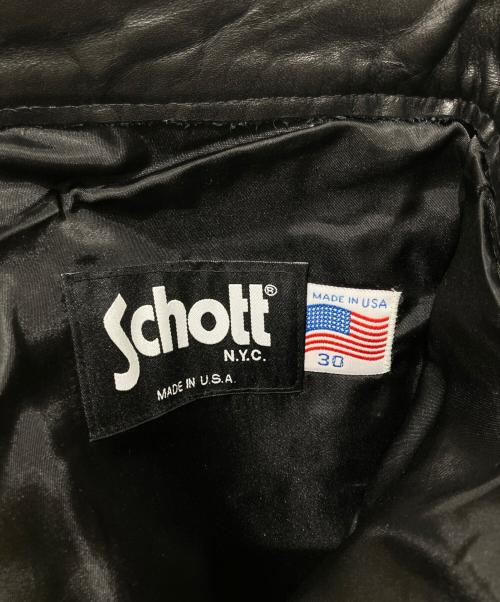 Schott®
N.Y.C.
MADE IN U.S.A.
MADE IN USA
30